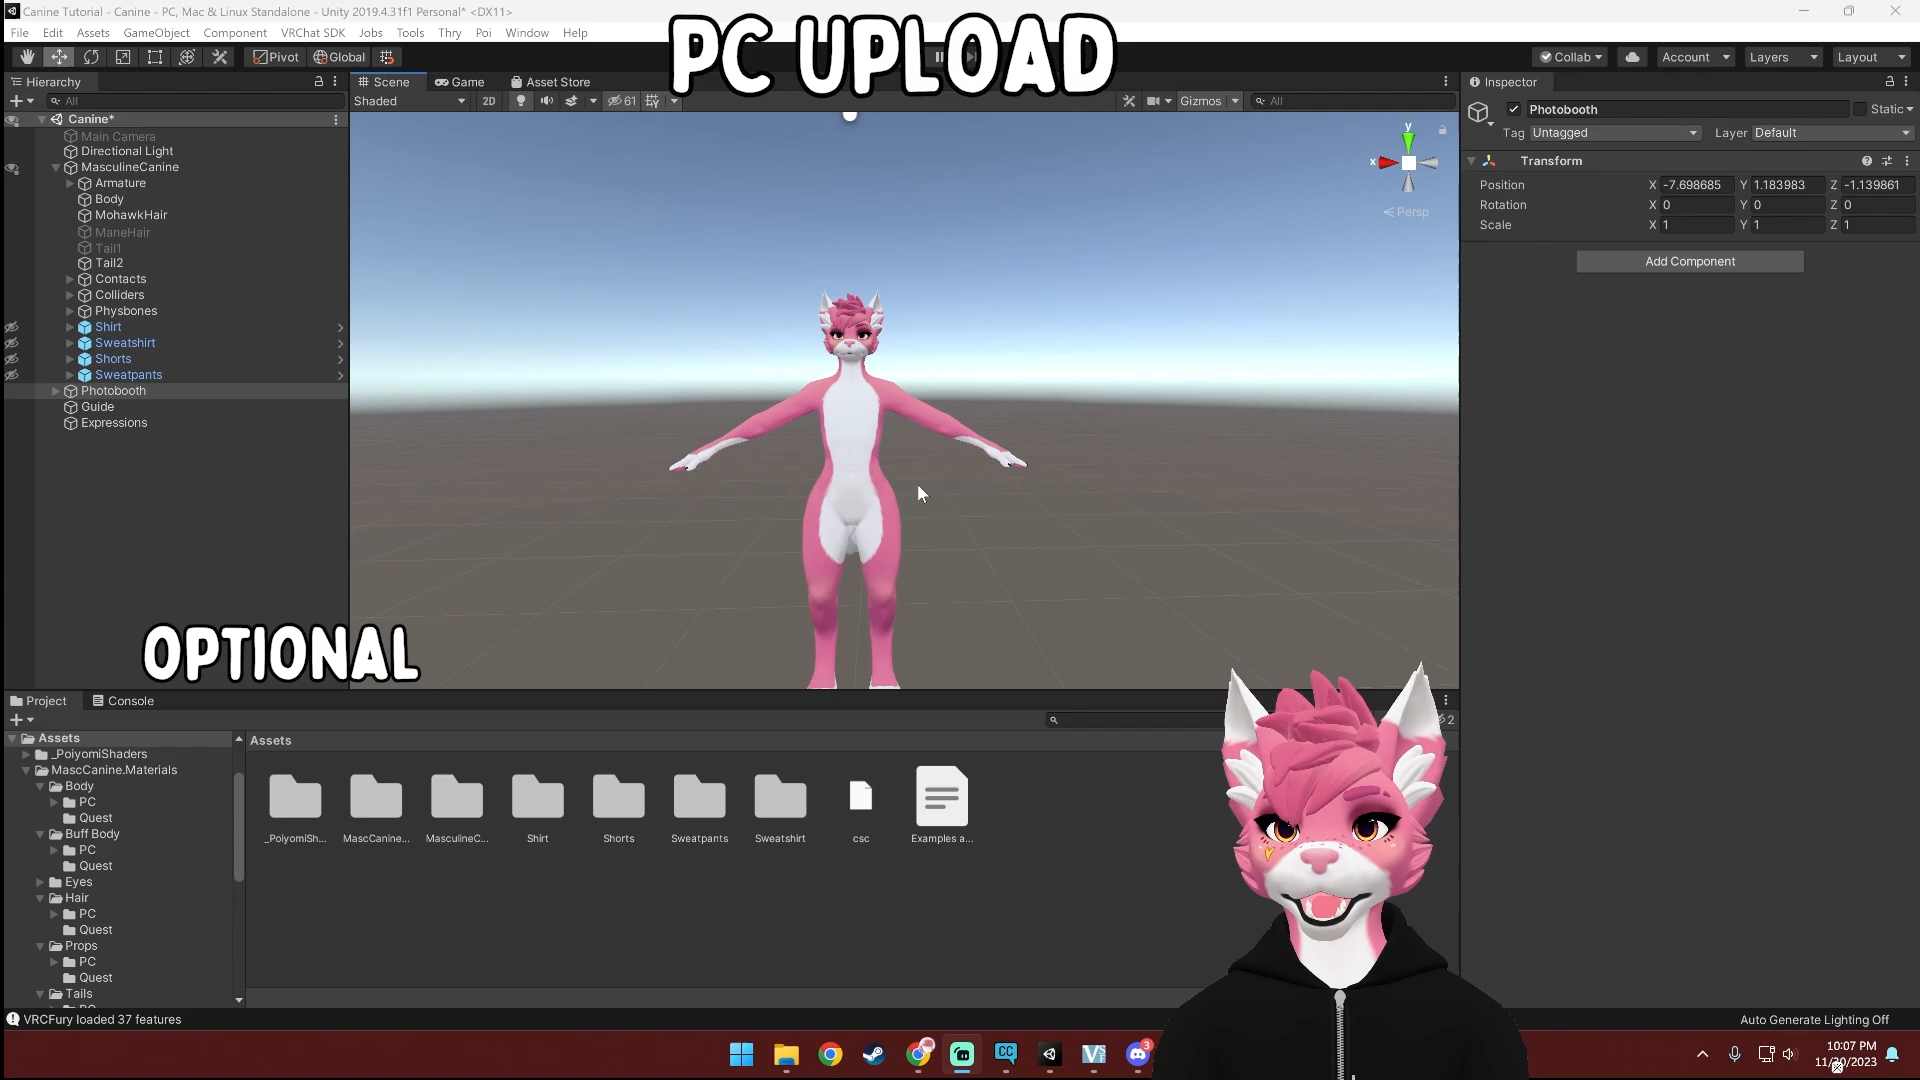 Canine Tutorial - Canine - PC, Mac & Linux Standalone - Unity 2019.4.31f1 Personal* <DX11>
File Edit Assets GameObject Component VRChat SDK Jobs Tools Thry Poi Window Help
PC UPLOAD
Pivot Global Collab Account Layers Layout
Hierarchy
All
Canine*
Main Camera
Directional Light
MasculineCanine
Armature
Body
MohawkHair
ManeHair
Tail1
Tail2
Contacts
Colliders
Physbones
Shirt
Sweatshirt
Shorts
Sweatpants
Photobooth
Guide
Expressions
Scene Game Asset Store
Shaded 2D 61 Gizmos All
y
x
Persp
Inspector
Photobooth Static
Tag Untagged Layer Default
Transform
Position X -7.698685 Y 1.183983 Z -1.139861
Rotation X 0 Y 0 Z 0
Scale X 1 Y 1 Z 1
Add Component
OPTIONAL
Project Console
2
Assets
_PoiyomiShaders
MascCanine.Materials
Body
PC
Quest
Buff Body
PC
Quest
Eyes
Hair
PC
Quest
Props
PC
Quest
Tails
Assets
_PoiyomiSh... MascCanine... MasculineC... Shirt Shorts Sweatpants Sweatshirt csc Examples a...
VRCFury loaded 37 features
Auto Generate Lighting Off
CC
3
10:07 PM